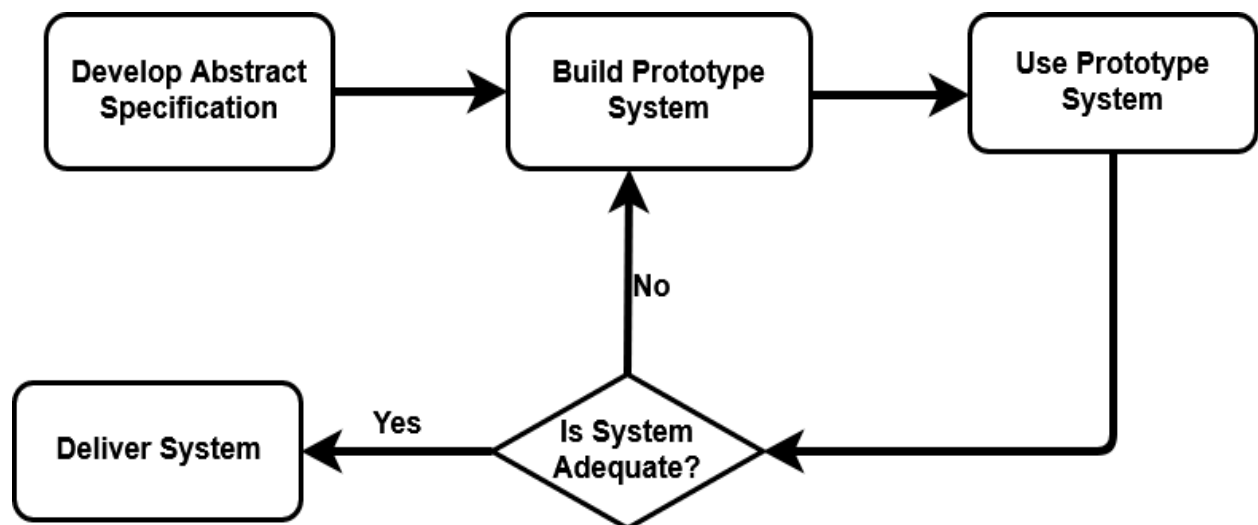 Develop Abstract
Specification
Build Prototype
System
Use Prototype
System
No
Yes
Is System
Adequate?
Deliver System